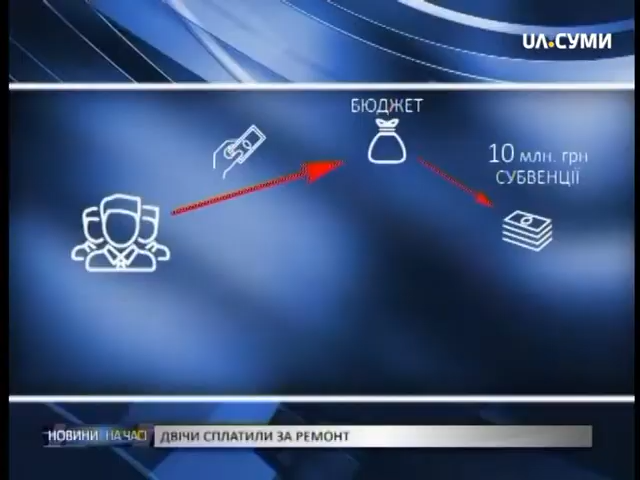 UA:СУМИ
БЮДЖЕТ
10 млн. грн
СУБВЕНЦІЇ
НОВИНИ НА ЧАСІ
ДВІЧИ СПЛАТИЛИ ЗА РЕМОНТ